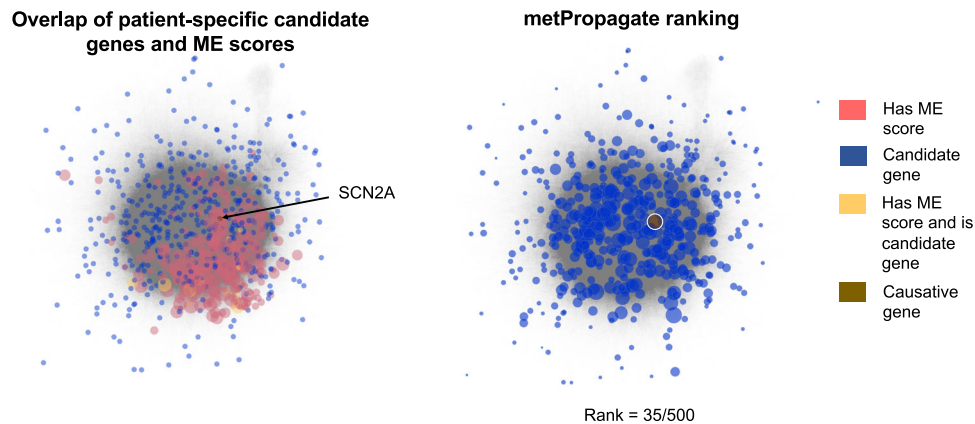 Overlap of patient-specific candidate
genes and ME scores
metPropagate ranking
SCN2A
Has ME
score
Candidate
gene
Has ME
score and is
candidate
gene
Causative
gene
Rank = 35/500